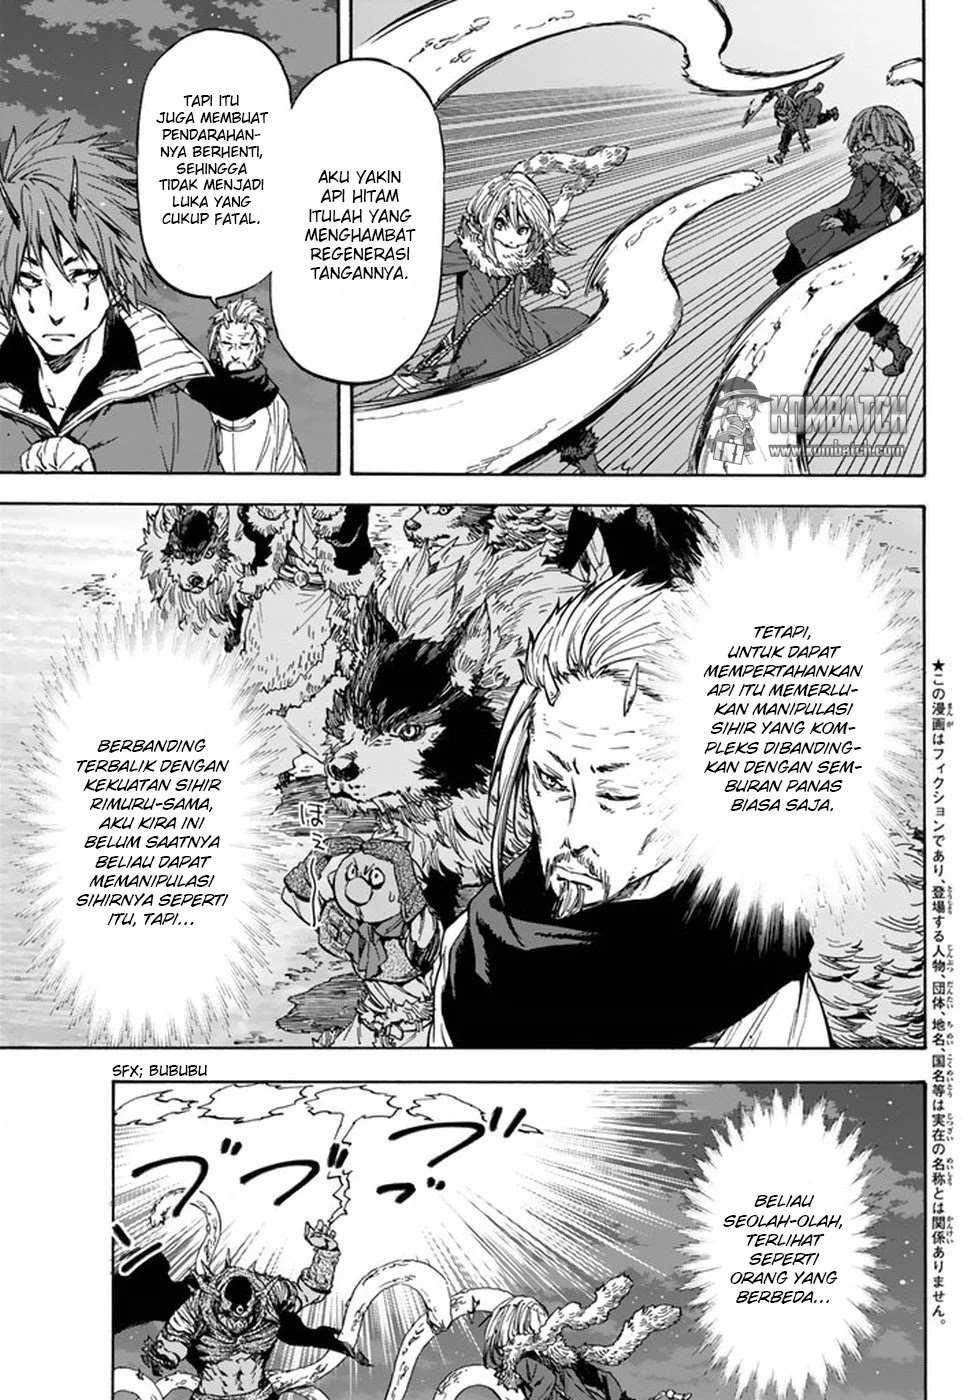 AKU YAKIN
API HITAM
ITULAH YANG
MENGHAMBAT
REGENERASI
TANGANNYA.
TAPI ITU
JUGA MEMBUAT
PENDARAHAN-
NYA BERHENTI,
SEHINGGA
TIDAK MENJADI
LUKA YANG
CUKUP FATAL.
KOMBATCH
www.kombatch.com
TETAPI,
UNTUK DAPAT
MEMPERTAHANKAN
API ITU MEMERLU-
KAN MANIPULASI
SIHIR YANG KOM-
PLEKS DIBANDING-
KAN DENGAN SEM-
BURAN PANAS
BIASA SAJA.
BERBANDING
TERBALIK DENGAN
KEKUATAN SIHIR
RIMURU-SAMA,
AKU KIRA INI
BELUM SAATNYA
BELIAU DAPAT
MEMANIPULASI
SIHIRNYA SEPERTI
ITU, TAPI...
★この漫画はフィクションであり、登場する人物、団体、地名、国名等は実在の名称とは関係ありません。
SFX; BUBUBU
ブブブ
BELIAU
SEOLAH-OLAH,
TERLIHAT
SEPERTI
ORANG YANG
BERBEDA...